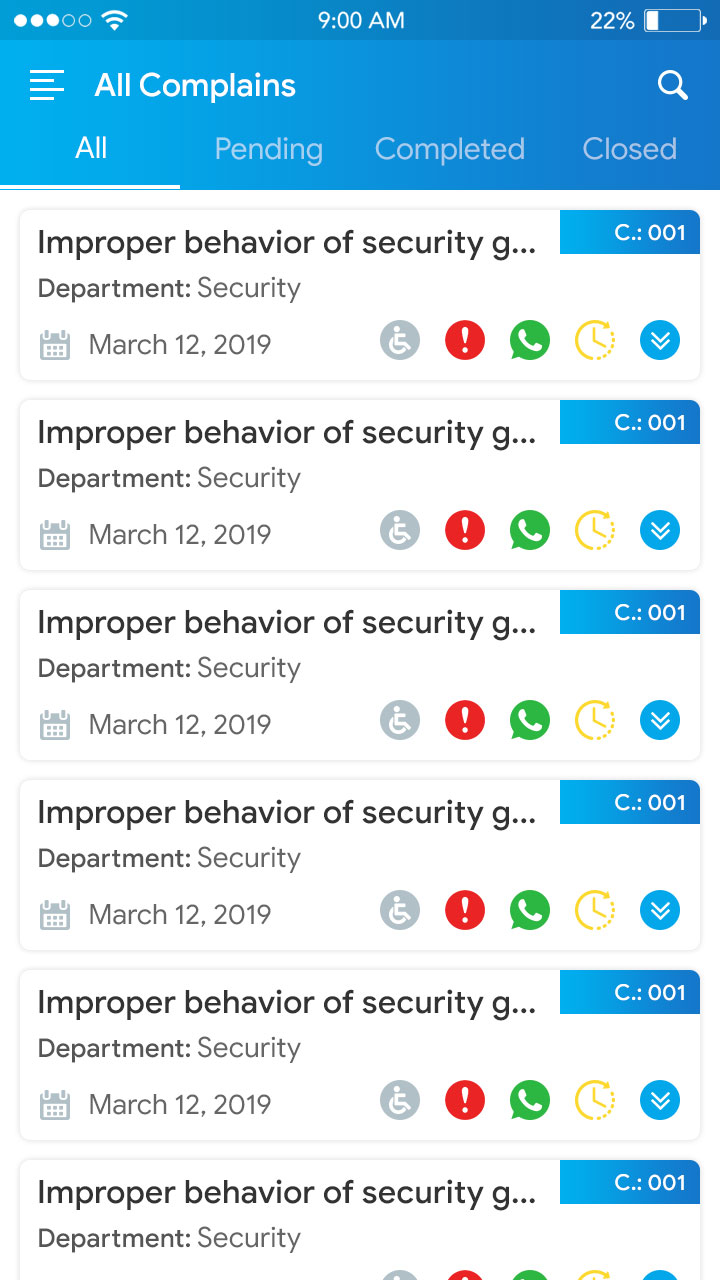 9:00 AM
22%
All Complains
All
Pending
Completed
Closed
Improper behavior of security g...
C.: 001
Department: Security
March 12, 2019
Improper behavior of security g...
C.: 001
Department: Security
March 12, 2019
Improper behavior of security g...
C.: 001
Department: Security
March 12, 2019
Improper behavior of security g...
C.: 001
Department: Security
March 12, 2019
Improper behavior of security g...
C.: 001
Department: Security
March 12, 2019
Improper behavior of security g...
C.: 001
Department: Security